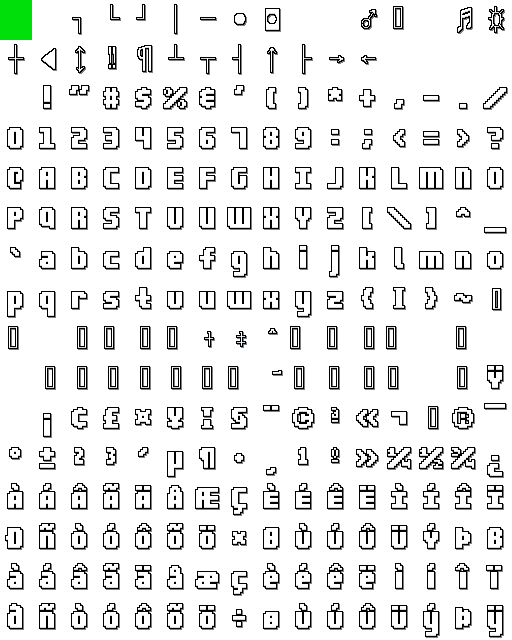 ┐ └ ┘ │ ─ ○ ◘ ♂ ♫ ☼
┼ ◄ ↕ ‼ ¶ ┴ ┬ ┤ ↑ ├ → ←
! " # $ % & ' ( ) * + , - . /
0 1 2 3 4 5 6 7 8 9 : ; < = > ?
@ A B C D E F G H I J K L M N O
P Q R S T U V W X Y Z [ \ ] ^ _
` a b c d e f g h i j k l m n o
p q r s t u v w x y z { | } ~
† ‡ ˆ
˜ Ÿ
¡ ¢ £ ¤ ¥ ¦ § ¨ © ª « ¬ ® ¯
° ± ² ³ ´ µ ¶ · ¸ ¹ º » ¼ ½ ¾ ¿
À Á Â Ã Ä Å Æ Ç È É Ê Ë Ì Í Î Ï
Ð Ñ Ò Ó Ô Õ Ö × Ø Ù Ú Û Ü Ý Þ ß
à á â ã ä å æ ç è é ê ë ì í î ï
ð ñ ò ó ô õ ö ÷ ø ù ú û ü ý þ ÿ